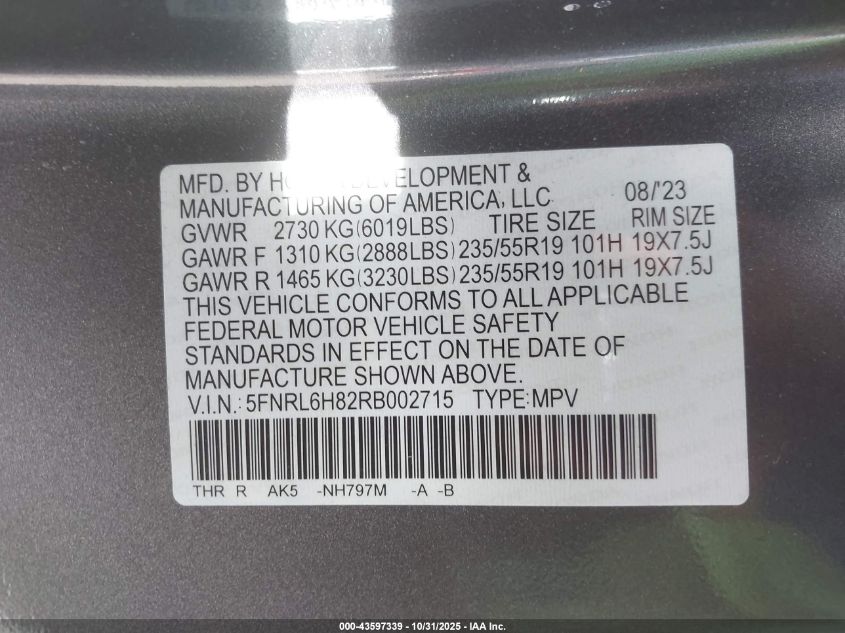 MFD. BY DEVELOPMENT &
MANUFACTURING OF AMERICA, LLC 08/'23
GVWR 2730 KG(6019LBS) TIRE SIZE RIM SIZE
GAWR F 1310 KG(2888LBS) 235/55R19 101H 19X7.5J
GAWR R 1465 KG(3230LBS) 235/55R19 101H 19X7.5J
THIS VEHICLE CONFORMS TO ALL APPLICABLE
FEDERAL MOTOR VEHICLE SAFETY
STANDARDS IN EFFECT ON THE DATE OF
MANUFACTURE SHOWN ABOVE.
V.I.N.: 5FNRL6H82RB002715 TYPE:MPV
THR R AK5 -NH797M -A -B
000-43597339 - 10/31/2025 - IAA Inc.